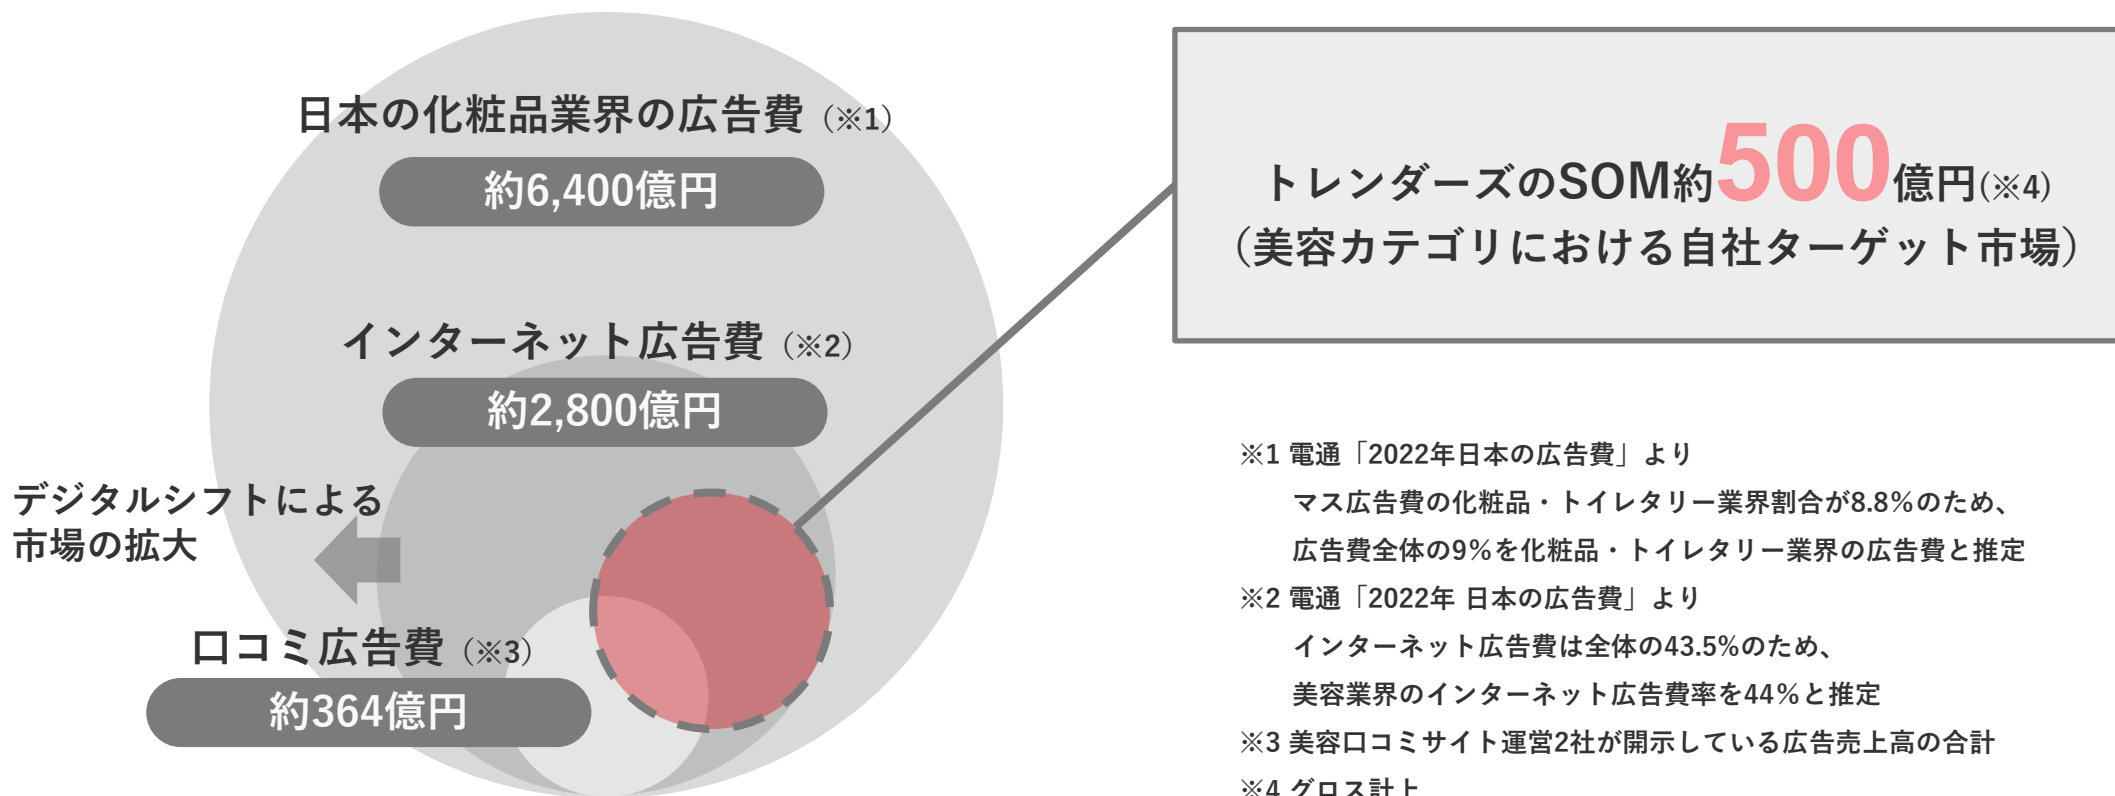 日本の化粧品業界の広告費（※1）
約6,400億円
インターネット広告費（※2）
約2,800億円
デジタルシフトによる
市場の拡大
口コミ広告費（※3）
約364億円
トレンダーズのSOM約500億円(※4)
（美容カテゴリにおける自社ターゲット市場）
※1 電通「2022年日本の広告費」より
マス広告費の化粧品・トイレタリー業界割合が8.8%のため、
広告費全体の9%を化粧品・トイレタリー業界の広告費と推定
※2 電通「2022年 日本の広告費」より
インターネット広告費は全体の43.5%のため、
美容業界のインターネット広告費率を44%と推定
※3 美容口コミサイト運営2社が開示している広告売上高の合計
※4 グロス計上